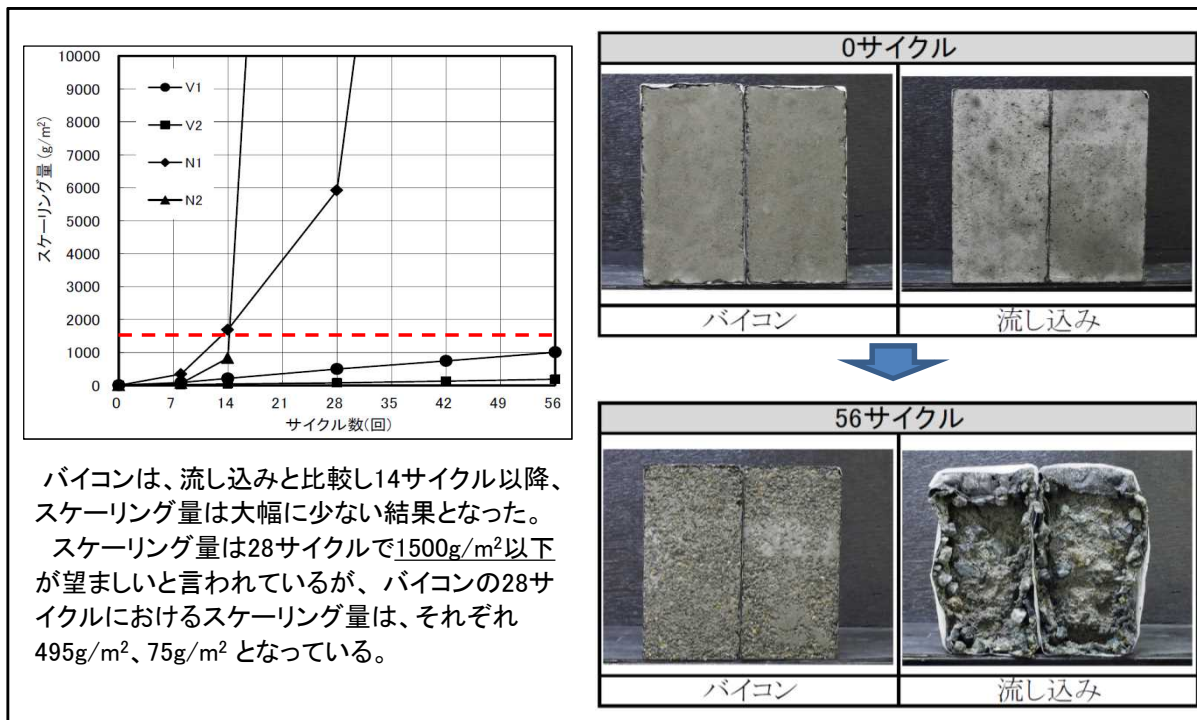 10000
9000
8000
7000
6000
5000
4000
3000
2000
1000
0
スケーリング量 (g/m²)
V1
V2
N1
N2
0 7 14 21 28 35 42 49 56
サイクル数(回)
バイコンは、流し込みと比較し14サイクル以降、
スケーリング量は大幅に少ない結果となった。
スケーリング量は28サイクルで1500g/m²以下
が望ましいと言われているが、バイコンの28サ
イクルにおけるスケーリング量は、それぞれ
495g/m²、75g/m² となっている。
0サイクル
バイコン 流し込み
56サイクル
バイコン 流し込み